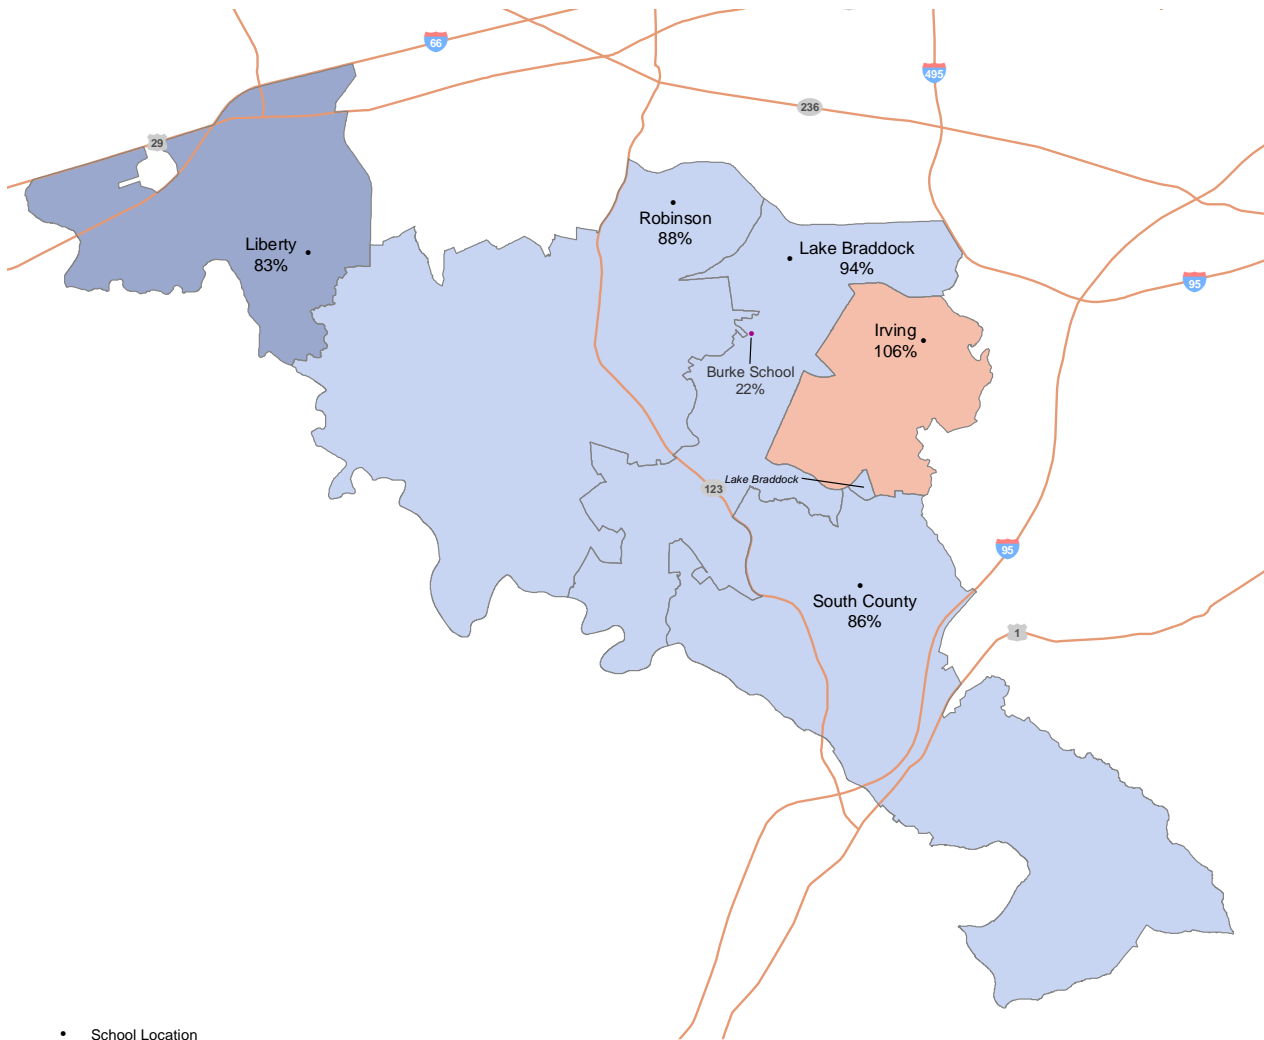 66
495
236
29
Robinson
88%
Liberty
83%
Lake Braddock
94%
95
Irving
106%
Burke School
22%
Lake Braddock
123
95
South County
86%
1
School Location